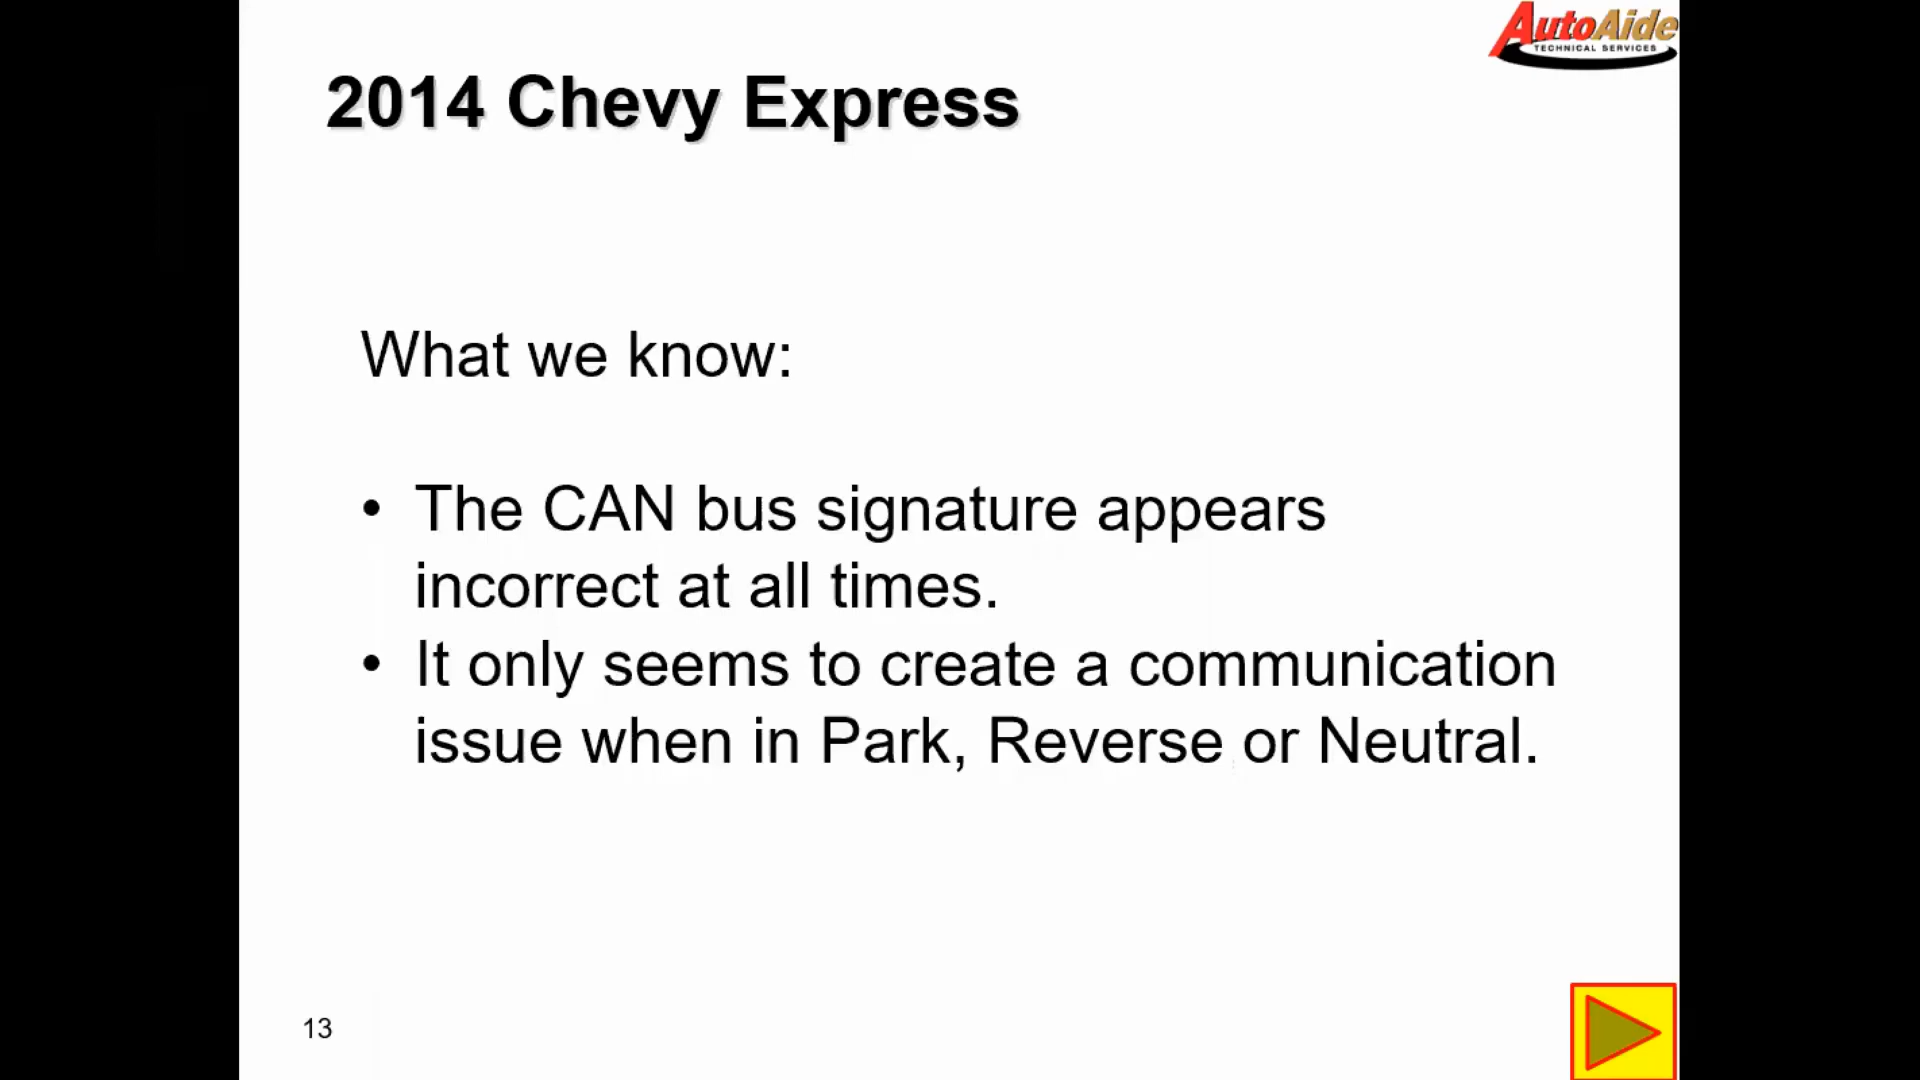 AutoAide
TECHNICAL SERVICES
2014 Chevy Express
What we know:
• The CAN bus signature appears
incorrect at all times.
• It only seems to create a communication
issue when in Park, Reverse or Neutral.
13